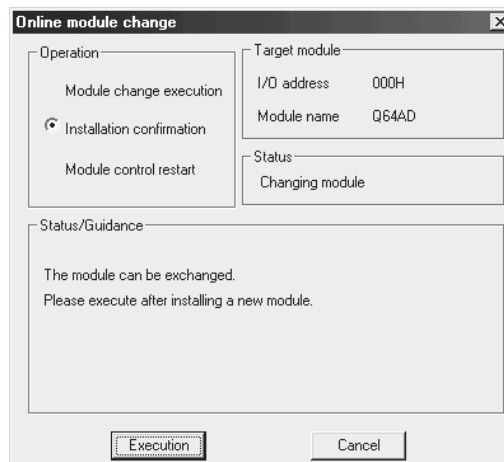 Online module change
Operation
Module change execution
Installation confirmation
Module control restart
Target module
I/O address 000H
Module name Q64AD
Status
Changing module
Status/Guidance
The module can be exchanged.
Please execute after installing a new module.
Execution
Cancel